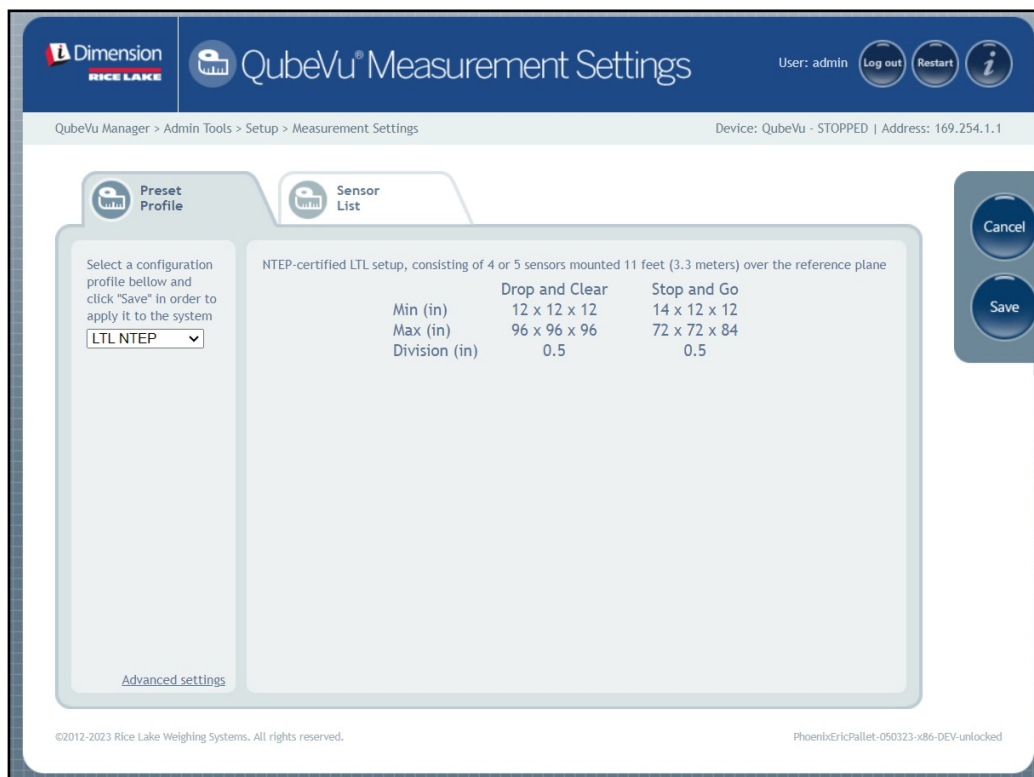 i Dimension
RICE LAKE
QubeVu® Measurement Settings
User: admin
Log out
Restart
i
QubeVu Manager > Admin Tools > Setup > Measurement Settings
Device: QubeVu - STOPPED | Address: 169.254.1.1
Preset
Profile
Sensor
List
Cancel
Save
Select a configuration
profile bellow and
click "Save" in order to
apply it to the system
LTL NTEP
NTEP-certified LTL setup, consisting of 4 or 5 sensors mounted 11 feet (3.3 meters) over the reference plane
Drop and Clear Stop and Go
Min (in) 12 x 12 x 12 14 x 12 x 12
Max (in) 96 x 96 x 96 72 x 72 x 84
Division (in) 0.5 0.5
Advanced settings
©2012-2023 Rice Lake Weighing Systems. All rights reserved.
PhoenixEricPallet-050323-x86-DEV-unlocked